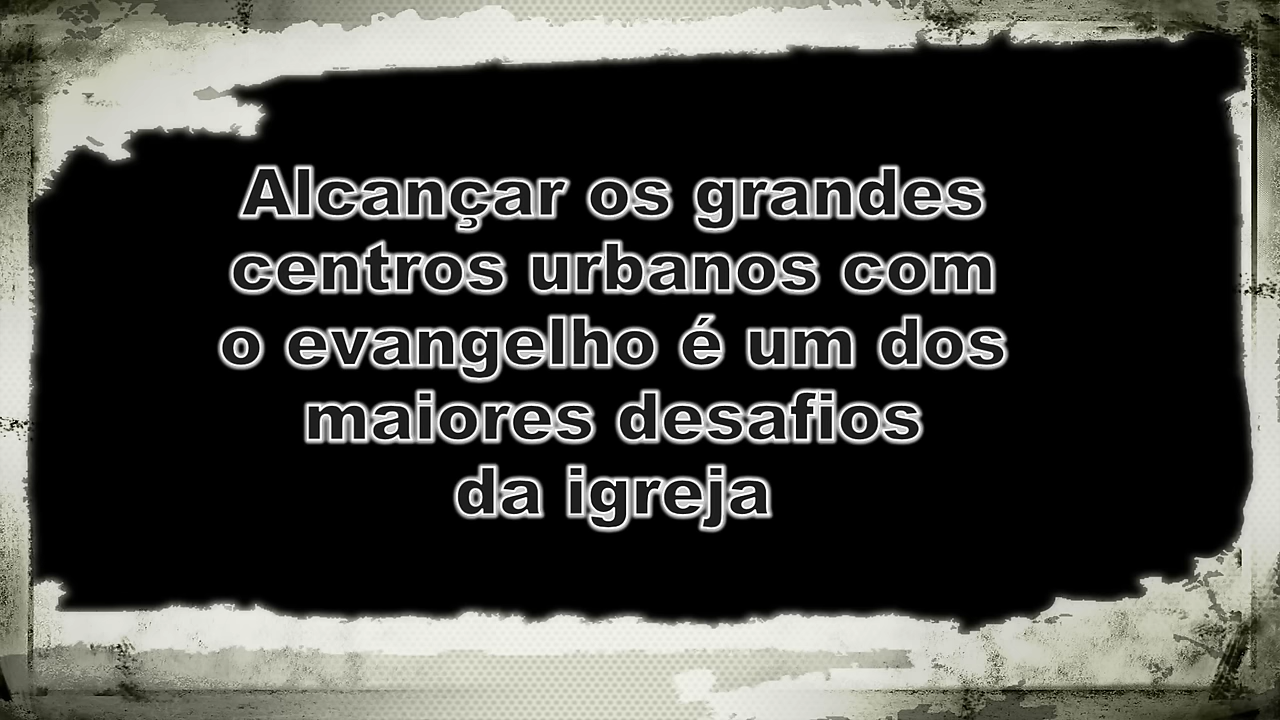 Alcançar os grandes
centros urbanos com
o evangelho é um dos
maiores desafios
da igreja